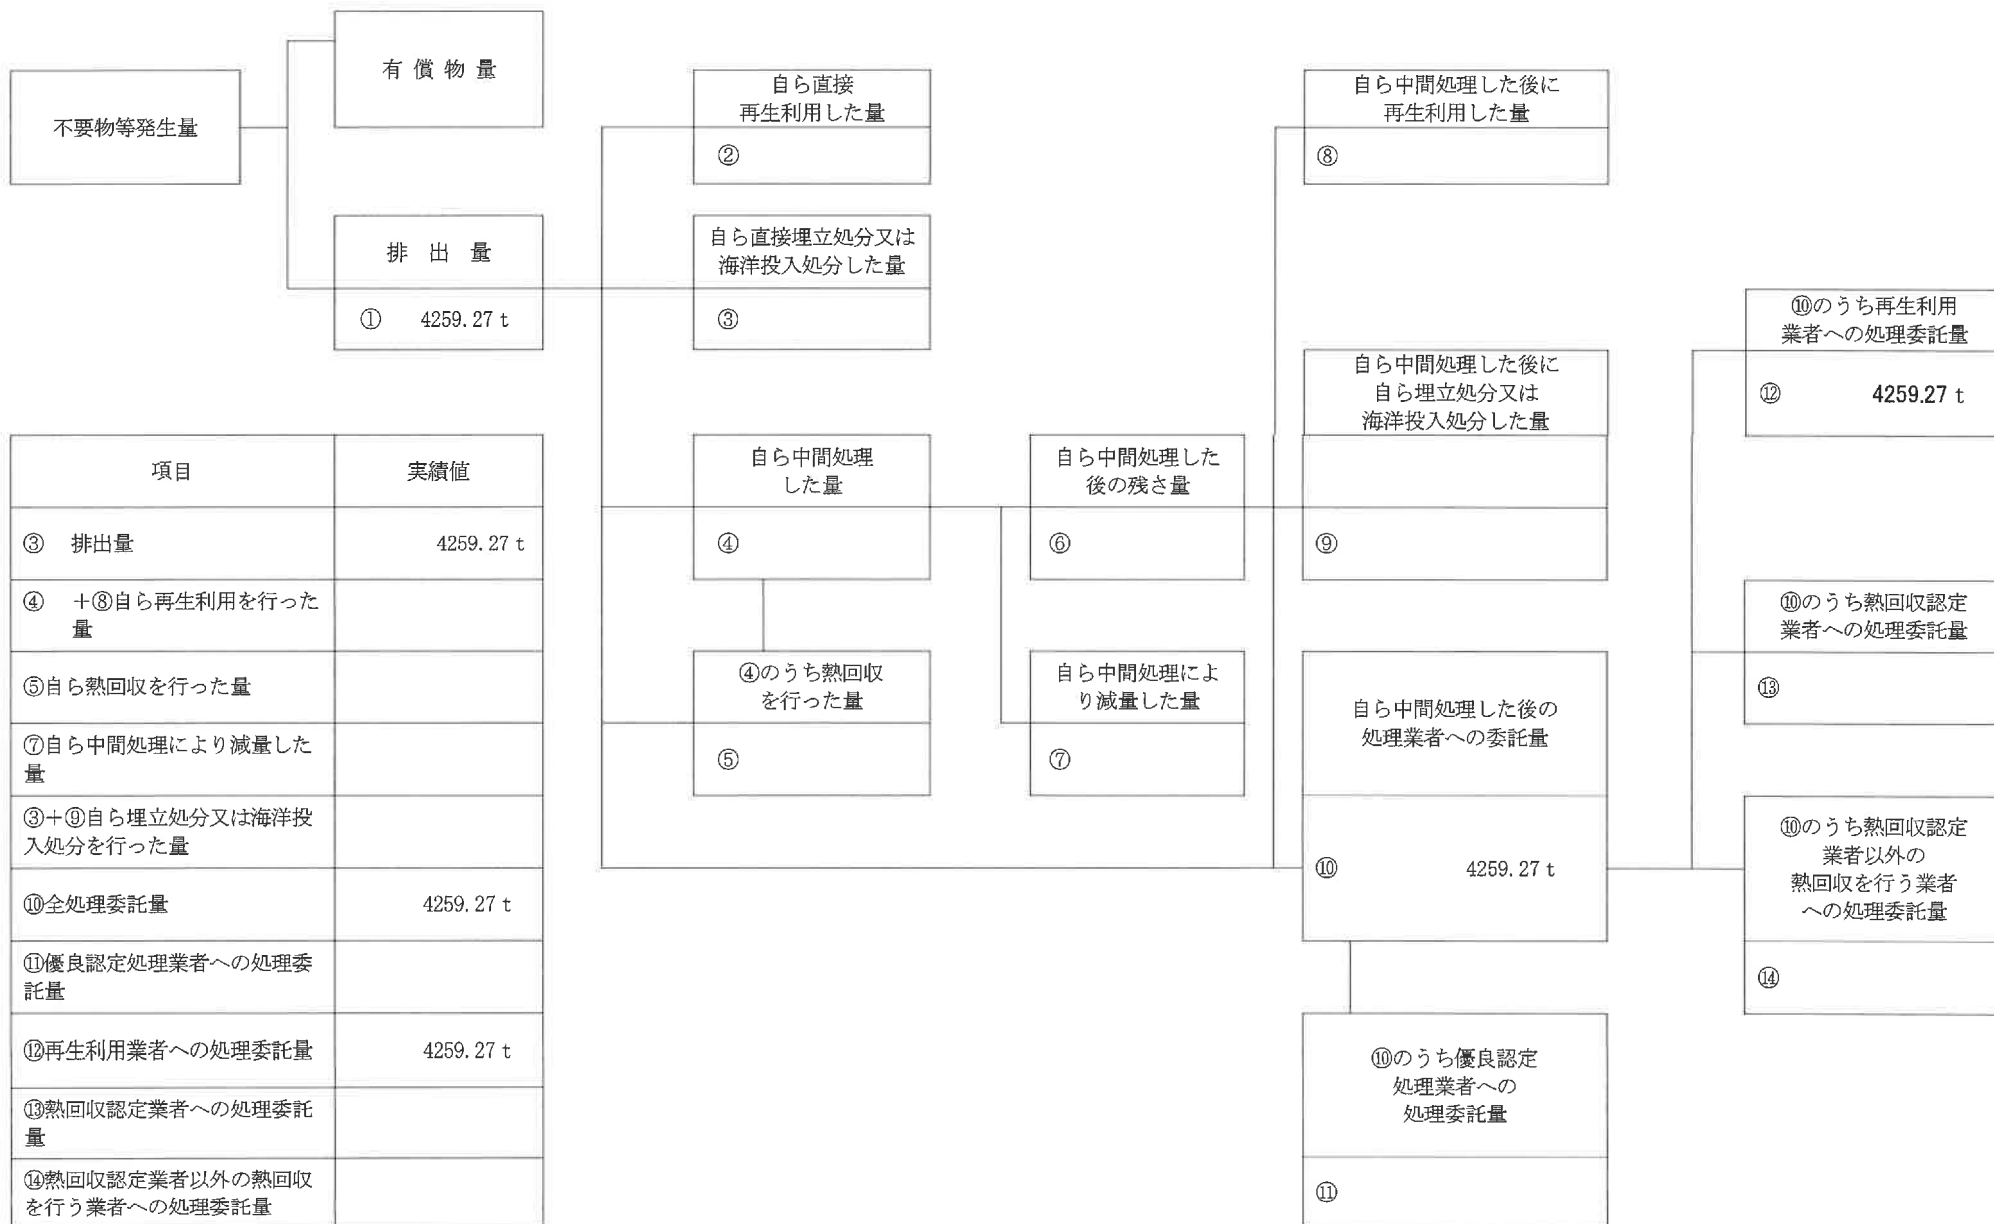 不要物等発生量
有 償 物 量
排 出 量
① 4259.27 t
自ら直接
再生利用した量
②
自ら直接埋立処分又は
海洋投入処分した量
③
自ら中間処理
した量
④
④のうち熱回収
を行った量
⑤
自ら中間処理した
後の残さ量
⑥
自ら中間処理によ
り減量した量
⑦
自ら中間処理した後に
再生利用した量
⑧
自ら中間処理した後に
自ら埋立処分又は
海洋投入処分した量
⑨
自ら中間処理した後の
処理業者への委託量
⑩ 4259.27 t
⑩のうち優良認定
処理業者への
処理委託量
⑪
⑩のうち再生利用
業者への処理委託量
⑫ 4259.27 t
⑩のうち熱回収認定
業者への処理委託量
⑬
⑩のうち熱回収認定
業者以外の
熱回収を行う業者
への処理委託量
⑭
項目 実績値
③ 排出量 4259.27 t
④ +⑧自ら再生利用を行った
量
⑤自ら熱回収を行った量
⑦自ら中間処理により減量した
量
③+⑨自ら埋立処分又は海洋投
入処分を行った量
⑩全処理委託量 4259.27 t
⑪優良認定処理業者への処理委
託量
⑫再生利用業者への処理委託量 4259.27 t
⑬熱回収認定業者への処理委託
量
⑭熱回収認定業者以外の熱回収
を行う業者への処理委託量